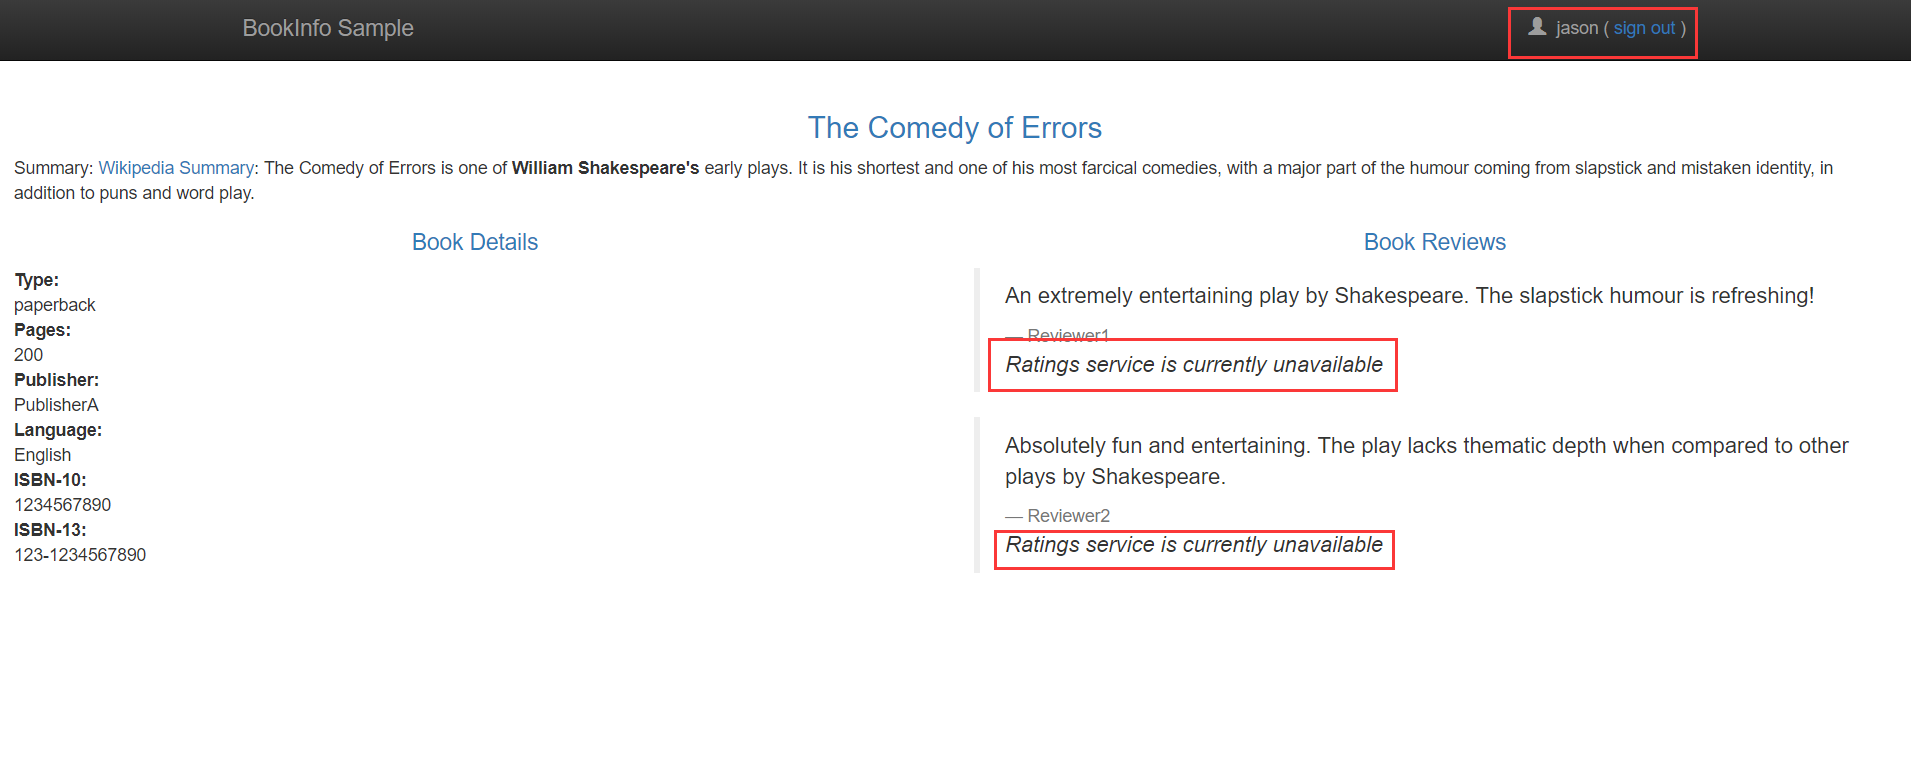 BookInfo Sample
jason ( sign out )
The Comedy of Errors
Summary: Wikipedia Summary: The Comedy of Errors is one of William Shakespeare's early plays. It is his shortest and one of his most farcical comedies, with a major part of the humour coming from slapstick and mistaken identity, in
addition to puns and word play.
Book Details
Type:
paperback
Pages:
200
Publisher:
PublisherA
Language:
English
ISBN-10:
1234567890
ISBN-13:
123-1234567890
Book Reviews
An extremely entertaining play by Shakespeare. The slapstick humour is refreshing!
— Reviewer1
Ratings service is currently unavailable
Absolutely fun and entertaining. The play lacks thematic depth when compared to other
plays by Shakespeare.
— Reviewer2
Ratings service is currently unavailable